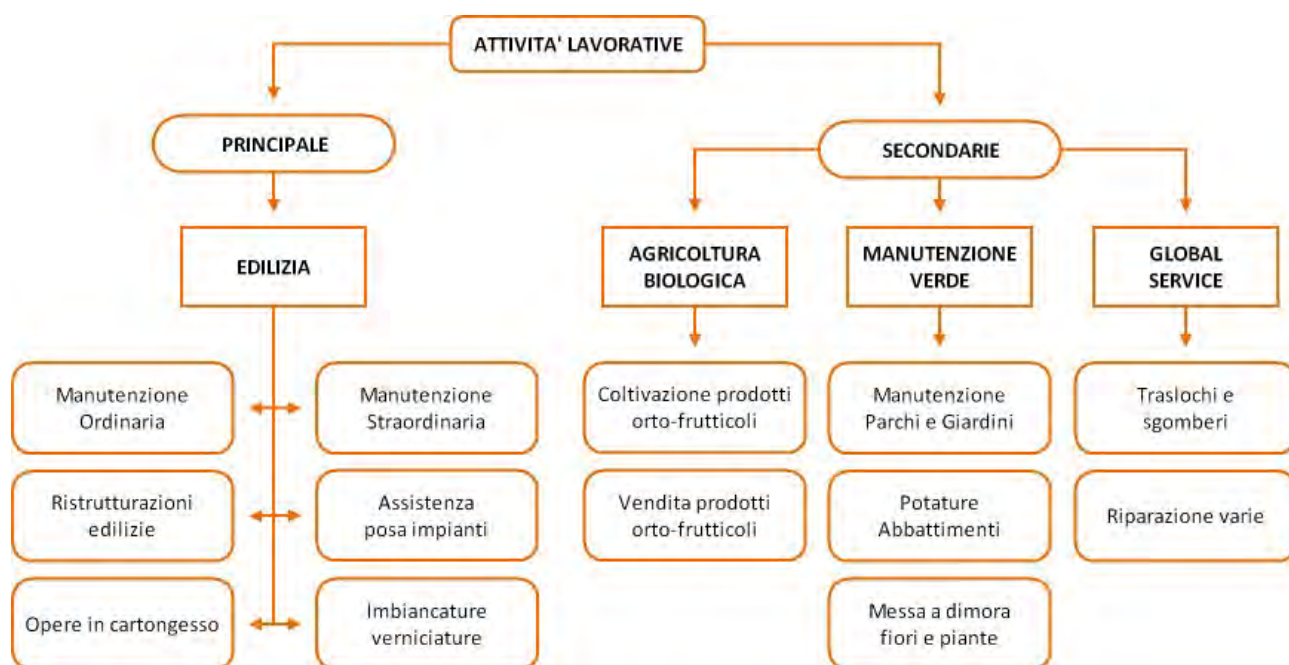 ATTIVITA' LAVORATIVE
PRINCIPALE
SECONDARIE
EDILIZIA
AGRICOLTURA
BIOLOGICA
MANUTENZIONE
VERDE
GLOBAL
SERVICE
Manutenzione
Ordinaria
Manutenzione
Straordinaria
Coltivazione prodotti
orto-frutticoli
Manutenzione
Parchi e Giardini
Traslochi e
sgomberi
Ristrutturazioni
edilizie
Assistenza
posa impianti
Vendita prodotti
orto-frutticoli
Potature
Abbattimenti
Riparazione varie
Opere in cartongesso
Imbiancature
verniciature
Messa a dimora
fiori e piante